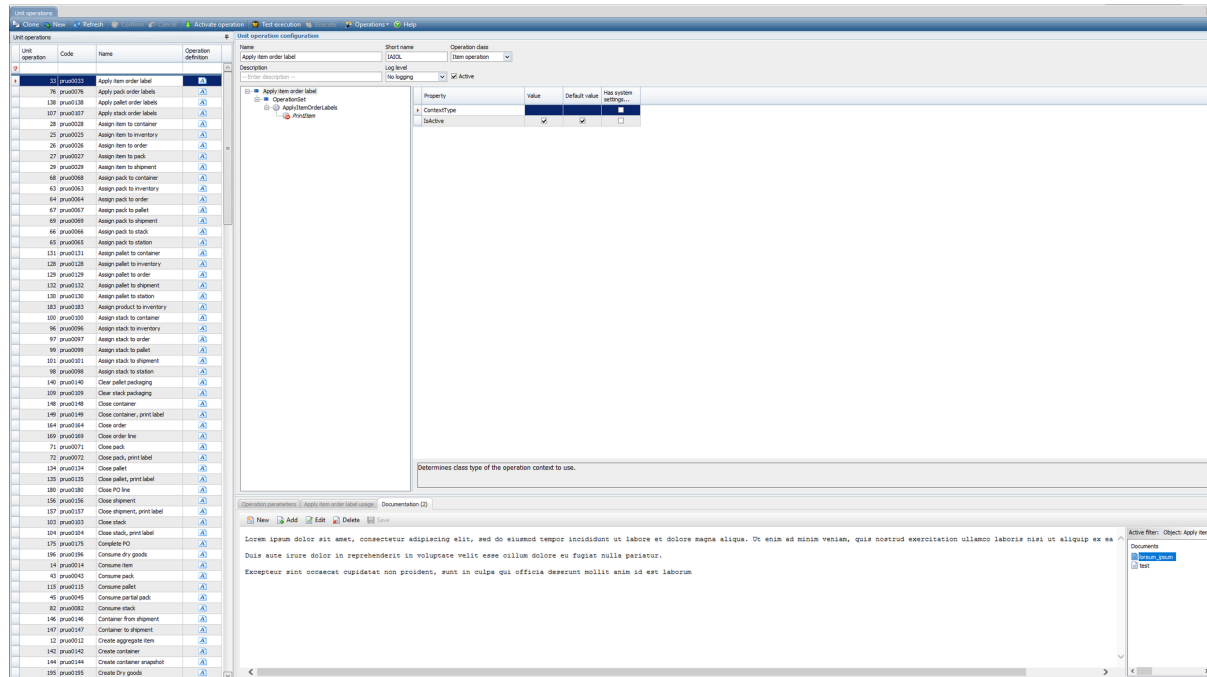 Unit operations
Clone New Refresh Confirm Cancel Activate operation Test execution Execute Operations Help
Unit operations
Unit operation Code Name Operation definition
33 pruo0033 Apply item order label
76 pruo0076 Apply pack order labels
138 pruo0138 Apply pallet order labels
107 pruo0107 Apply stack order labels
28 pruo0028 Assign item to container
25 pruo0025 Assign item to inventory
26 pruo0026 Assign item to order
27 pruo0027 Assign item to pack
29 pruo0029 Assign item to shipment
68 pruo0068 Assign pack to container
63 pruo0063 Assign pack to inventory
64 pruo0064 Assign pack to order
67 pruo0067 Assign pack to pallet
69 pruo0069 Assign pack to shipment
66 pruo0066 Assign pack to stack
65 pruo0065 Assign pack to station
131 pruo0131 Assign pallet to container
128 pruo0128 Assign pallet to inventory
129 pruo0129 Assign pallet to order
132 pruo0132 Assign pallet to shipment
130 pruo0130 Assign pallet to station
183 pruo0183 Assign product to inventory
100 pruo0100 Assign stack to container
96 pruo0096 Assign stack to inventory
97 pruo0097 Assign stack to order
99 pruo0099 Assign stack to pallet
101 pruo0101 Assign stack to shipment
98 pruo0098 Assign stack to station
140 pruo0140 Clear pallet packaging
109 pruo0109 Clear stack packaging
148 pruo0148 Close container
149 pruo0149 Close container, print label
164 pruo0164 Close order
169 pruo0169 Close order line
71 pruo0071 Close pack
72 pruo0072 Close pack, print label
134 pruo0134 Close pallet
135 pruo0135 Close pallet, print label
180 pruo0180 Close PO line
156 pruo0156 Close shipment
157 pruo0157 Close shipment, print label
103 pruo0103 Close stack
104 pruo0104 Close stack, print label
175 pruo0175 Complete PO
196 pruo0196 Consume dry goods
14 pruo0014 Consume item
43 pruo0043 Consume pack
115 pruo0115 Consume pallet
45 pruo0045 Consume partial pack
82 pruo0082 Consume stack
146 pruo0146 Container from shipment
147 pruo0147 Container to shipment
12 pruo0012 Create aggregate item
142 pruo0142 Create container
144 pruo0144 Create container snapshot
195 pruo0195 Create Dry goods
Unit operation configuration
Name Short name Operation class
Apply item order label IAIOL Item operation
Description Log level
-- Enter description -- No logging Active
Apply item order label
OperationSet
ApplyItemOrderLabels
PrintItem
Property Value Default value Has system settings...
ContextType
IsActive
Determines class type of the operation context to use.
Operation parameters Apply item order label usage Documentation (2)
New Add Edit Delete Save
Lorem ipsum dolor sit amet, consectetur adipiscing elit, sed do eiusmod tempor incididunt ut labore et dolore magna aliqua. Ut enim ad minim veniam, quis nostrud exercitation ullamco laboris nisi ut aliquip ex ea
Duis aute irure dolor in reprehenderit in voluptate velit esse cillum dolore eu fugiat nulla pariatur.
Excepteur sint occaecat cupidatat non proident, sunt in culpa qui officia deserunt mollit anim id est laborum
Active filter: Object: Apply iter
Documents
lorsum_ipsum
test